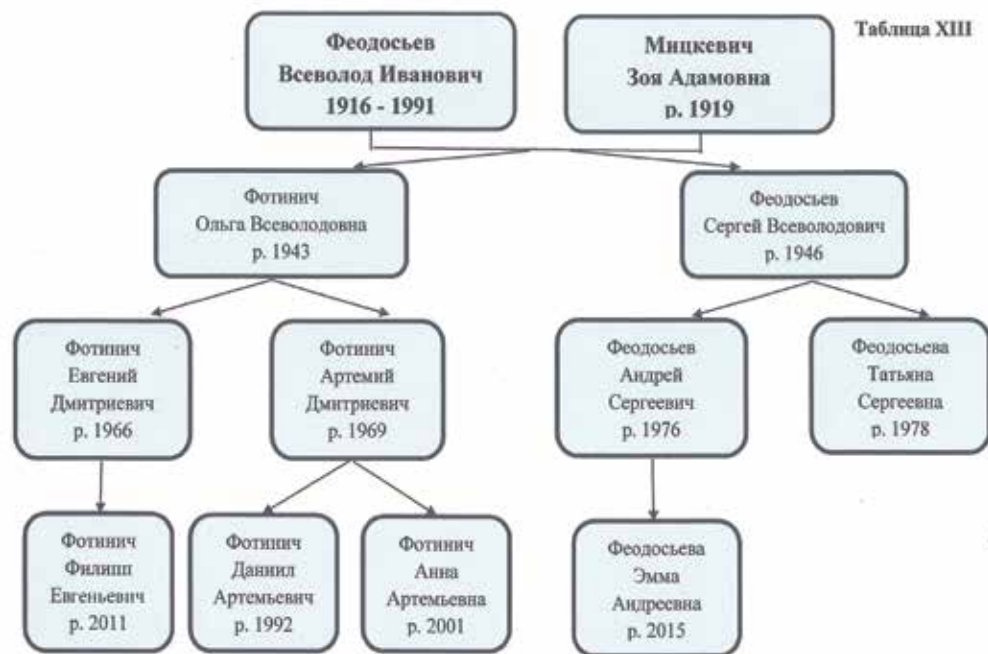 Таблица XIII
Феодосьев
Всеволод Иванович
1916 - 1991
Мицкевич
Зоя Адамовна
р. 1919
Фотинич
Ольга Всеволодовна
р. 1943
Феодосьев
Сергей Всеволодович
р. 1946
Фотинич
Евгений
Дмитриевич
р. 1966
Фотинич
Артемий
Дмитриевич
р. 1969
Феодосьев
Андрей
Сергеевич
р. 1976
Феодосьева
Татьяна
Сергеевна
р. 1978
Фотинич
Филипп
Евгеньевич
р. 2011
Фотинич
Даниил
Артемьевич
р. 1992
Фотинич
Анна
Артемьевна
р. 2001
Феодосьева
Эмма
Андреевна
р. 2015